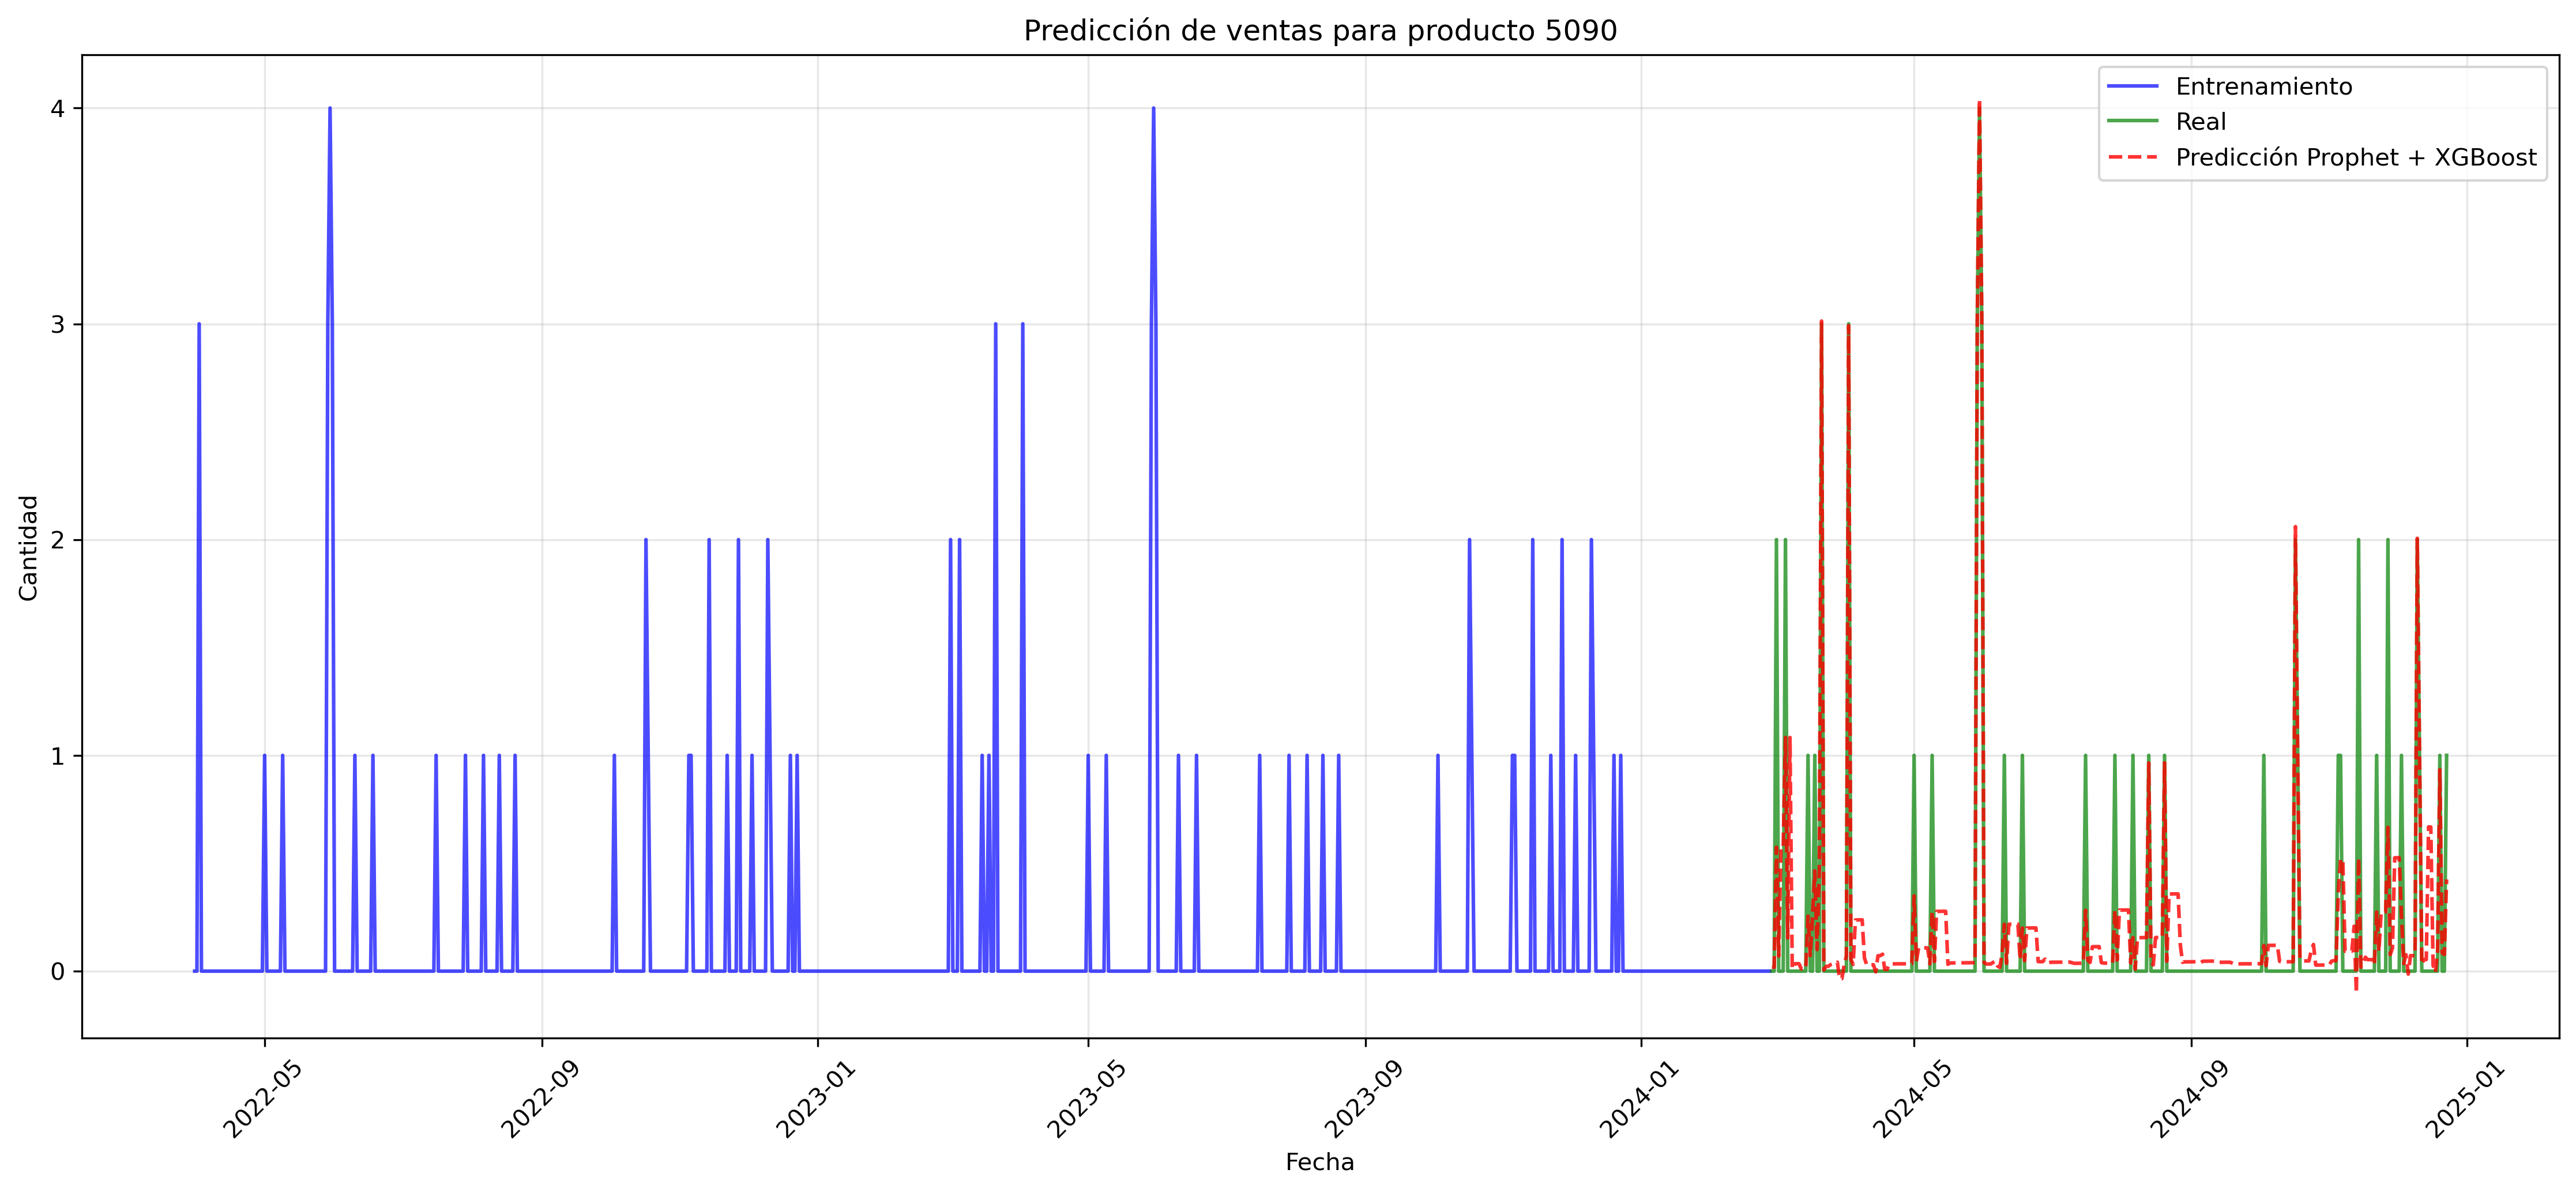 Predicción de ventas para producto 5090
Entrenamiento
Real
Predicción Prophet + XGBoost
Cantidad
4
3
2
1
0
2022-05
2022-09
2023-01
2023-05
2023-09
2024-01
2024-05
2024-09
2025-01
Fecha